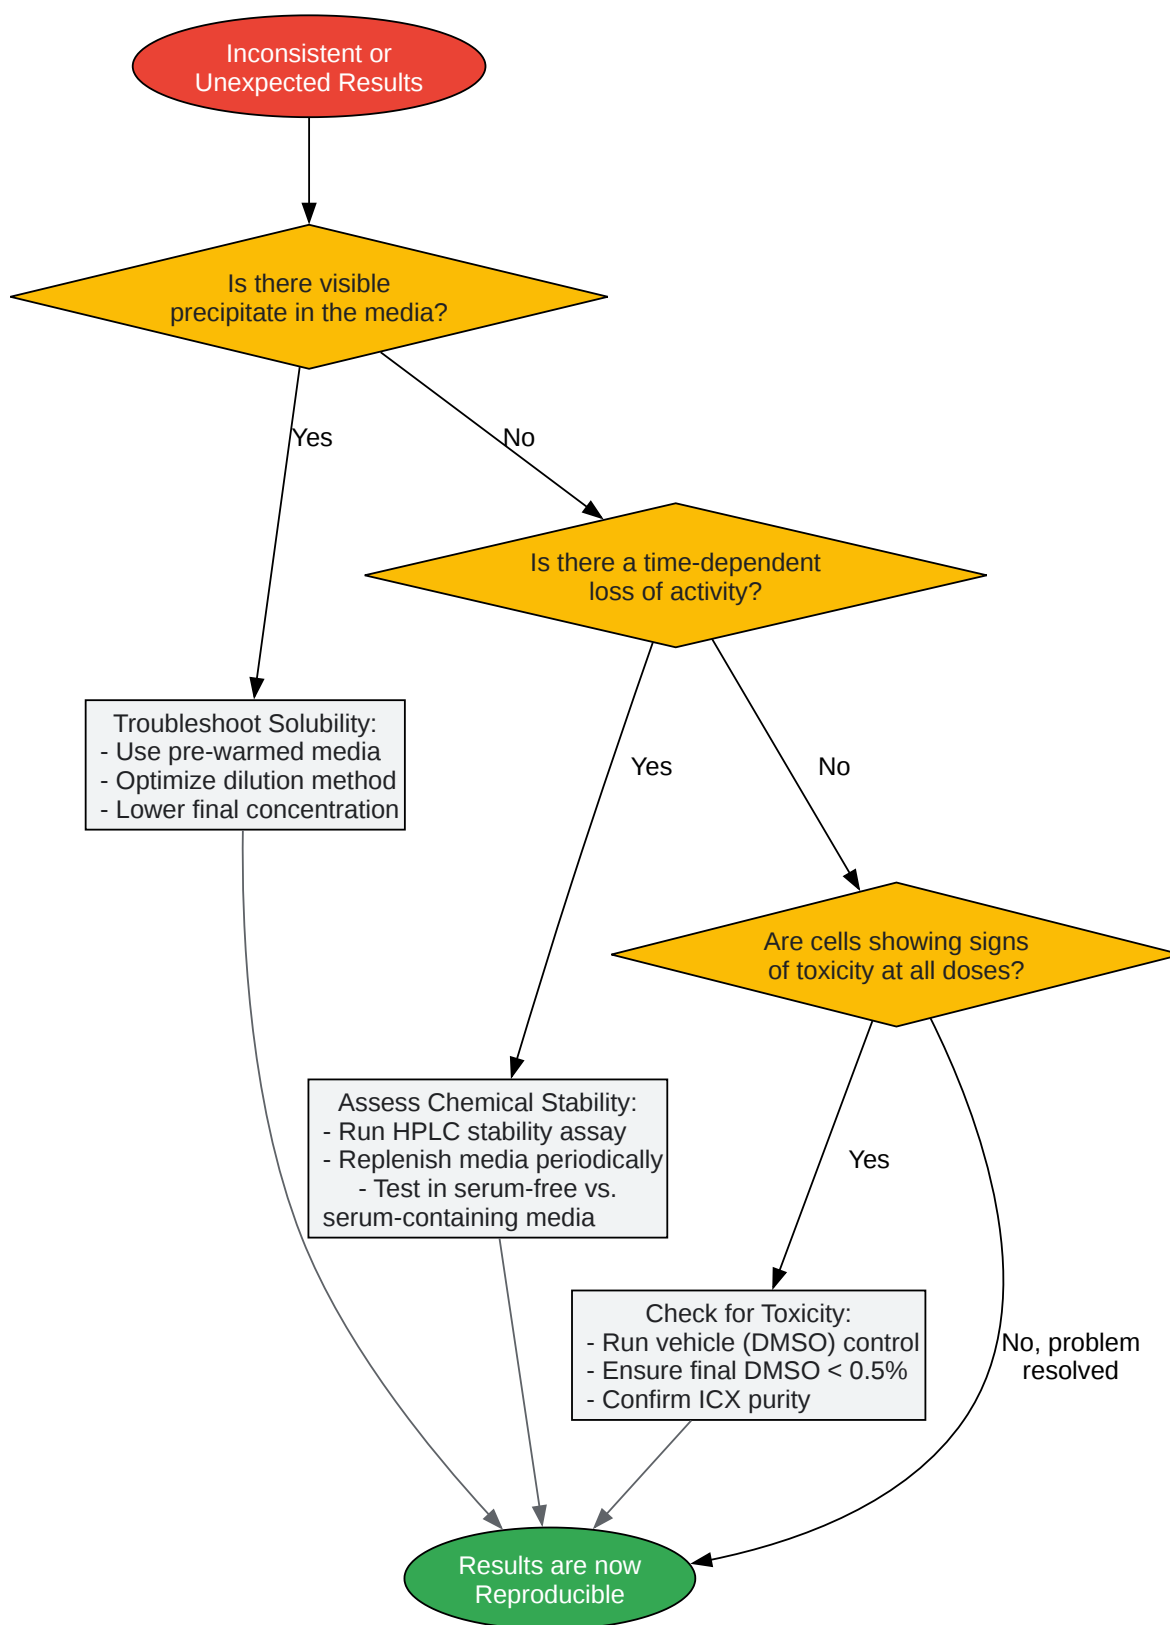 Inconsistent or
Unexpected Results
Is there visible
precipitate in the media?
Yes
No
Is there a time-dependent
loss of activity?
Troubleshoot Solubility:
- Use pre-warmed media
- Optimize dilution method
- Lower final concentration
Yes
No
Are cells showing signs
of toxicity at all doses?
Assess Chemical Stability:
- Run HPLC stability assay
- Replenish media periodically
- Test in serum-free vs.
serum-containing media
Yes
Check for Toxicity:
- Run vehicle (DMSO) control
- Ensure final DMSO < 0.5%
- Confirm ICX purity
No, problem
resolved
Results are now
Reproducible